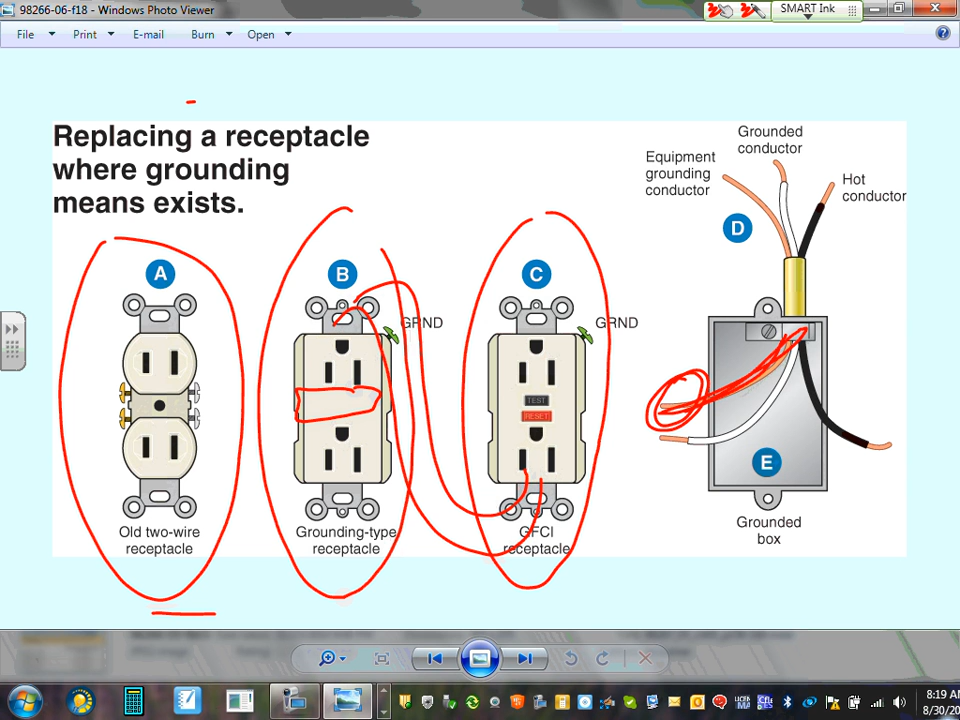 98266-06-f18 - Windows Photo Viewer
SMART Ink
File Print E-mail Burn Open
Replacing a receptacle
where grounding
means exists.
Equipment
grounding
conductor
Grounded
conductor
Hot
conductor
D
A
B
C
GRND
GRND
TEST
RESET
E
Old two-wire
receptacle
Grounding-type
receptacle
GFCI
receptacle
Grounded
box
8:19 AM
8/30/20